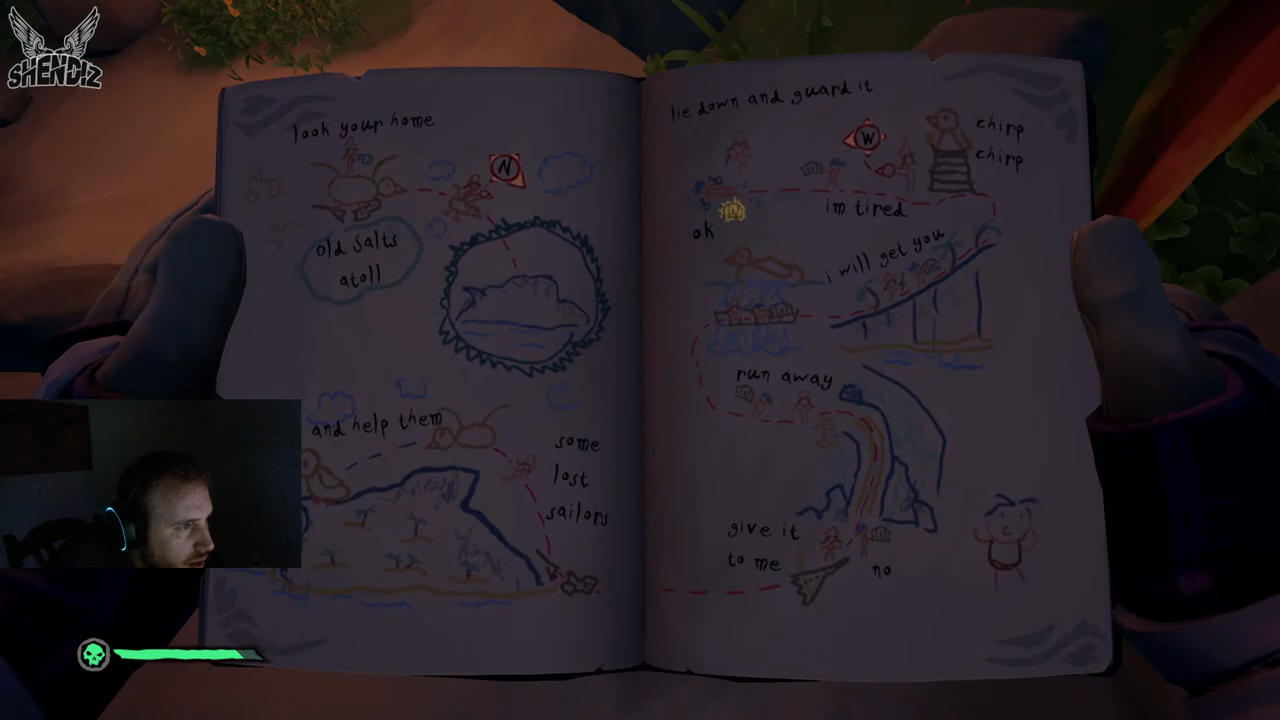 SHENDIZ
look your home
N
old salts
atoll
and help them
some
lost
sailors
lie down and guard it
W
chirp
chirp
im tired
ok
i will get you
run away
give it
to me
no